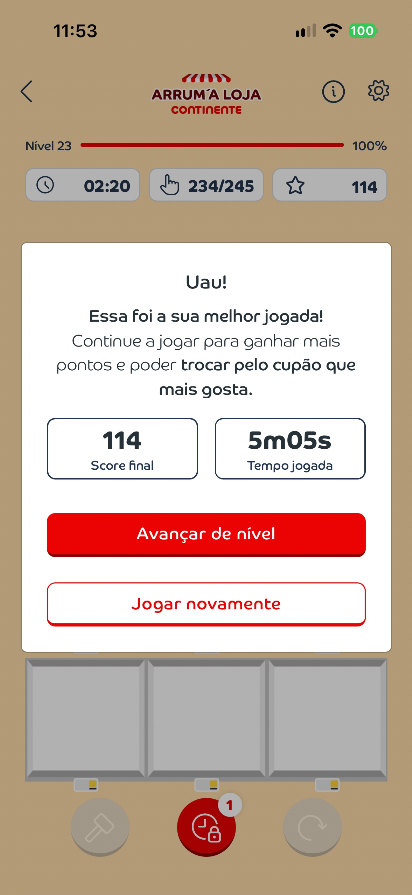 11:53
100
ARRUM'A LOJA
CONTINENTE
Nível 23
100%
02:20
234/245
114
Uau!
Essa foi a sua melhor jogada!
Continue a jogar para ganhar mais
pontos e poder trocar pelo cupão que
mais gosta.
114
Score final
5m05s
Tempo jogada
Avançar de nível
Jogar novamente
1